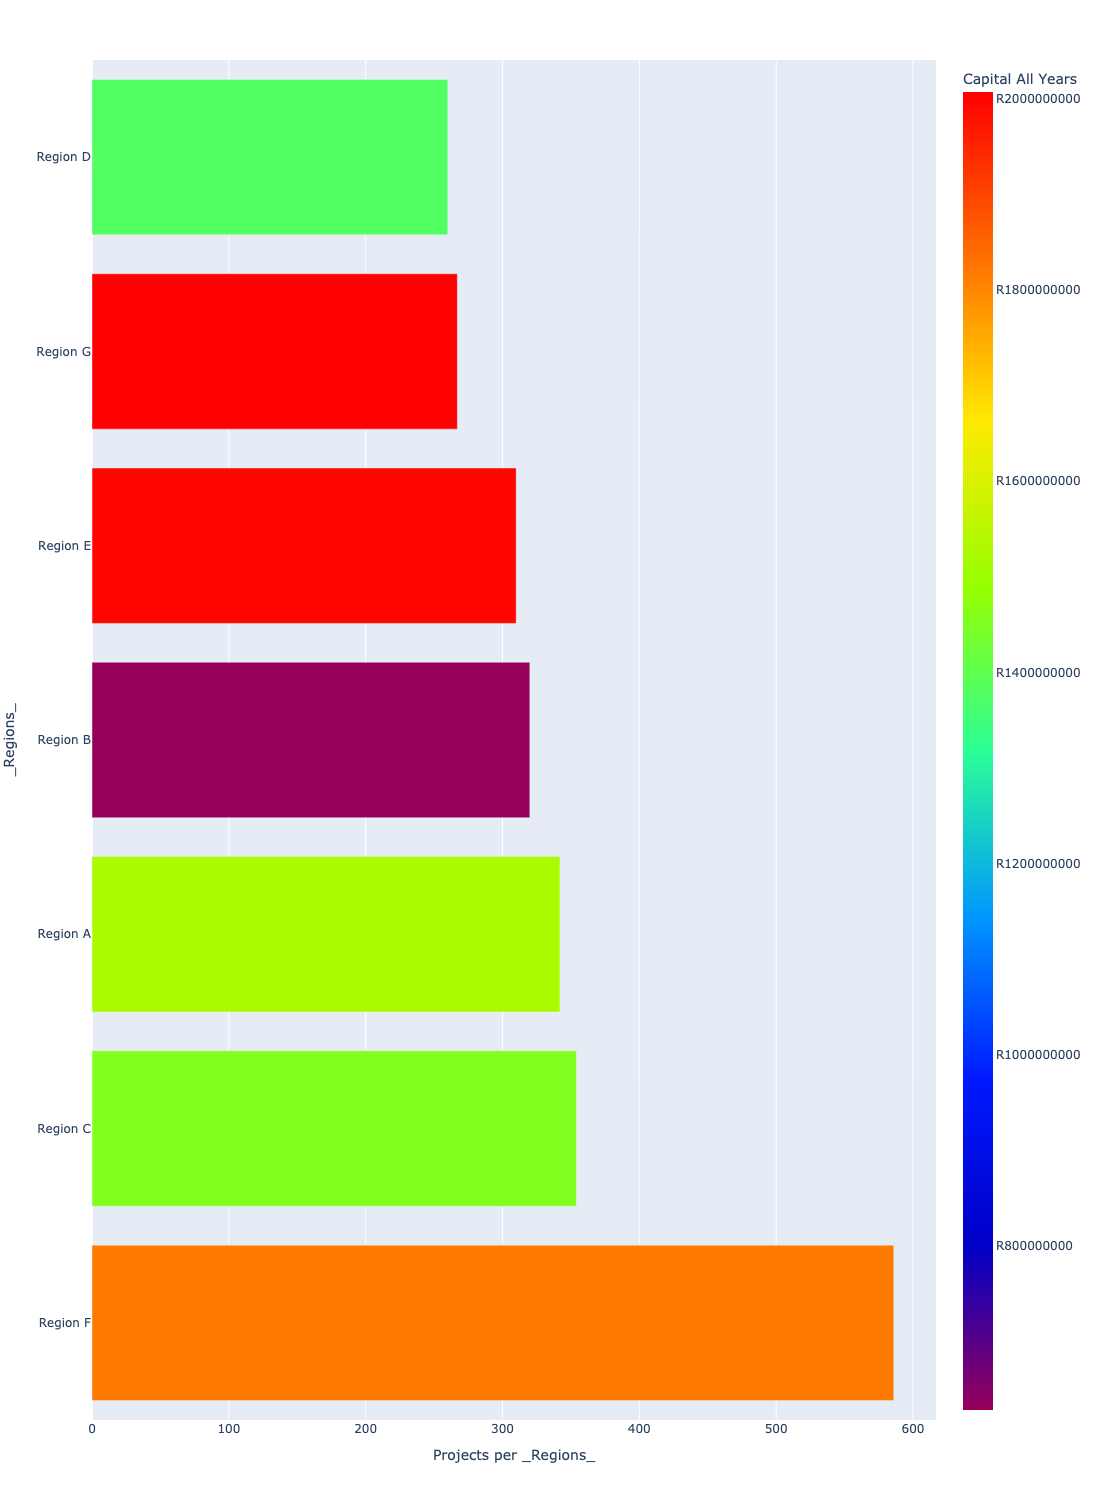 Capital All Years
R2000000000
R1800000000
R1600000000
R1400000000
R1200000000
R1000000000
R800000000
_Regions_
Region D
Region G
Region E
Region B
Region A
Region C
Region F
0 100 200 300 400 500 600
Projects per _Regions_